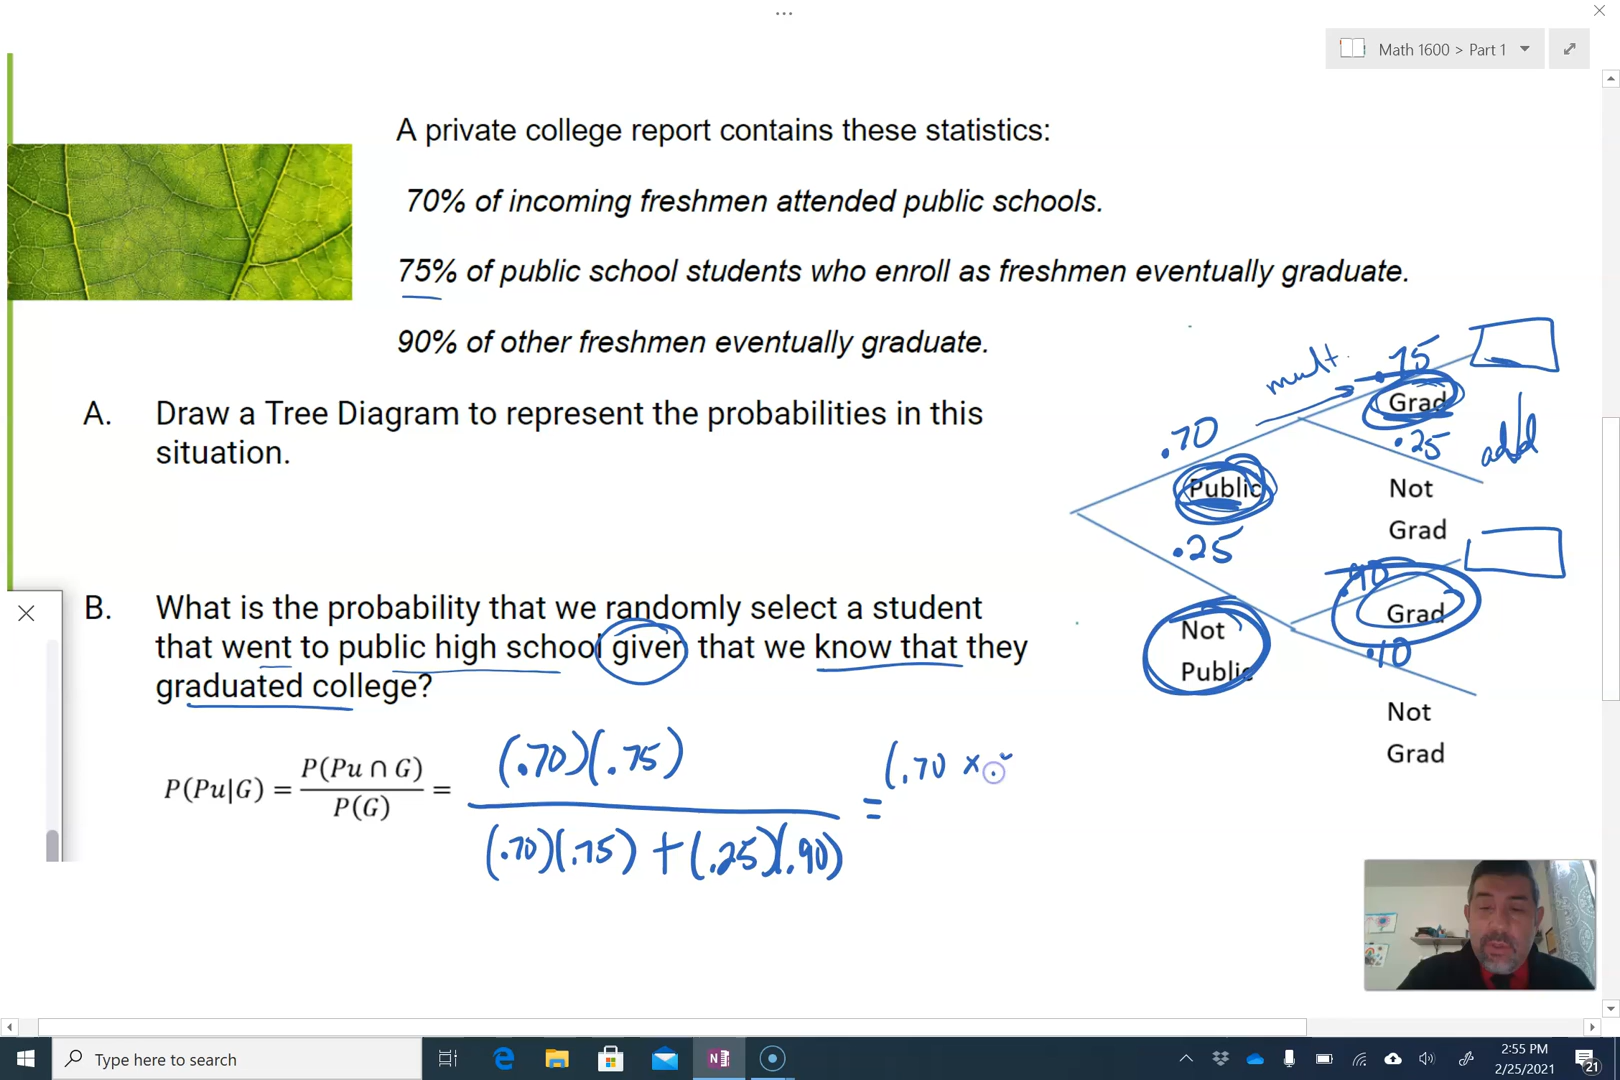 Math 1600 > Part 1
A private college report contains these statistics:
70% of incoming freshmen attended public schools.
75% of public school students who enroll as freshmen eventually graduate.
90% of other freshmen eventually graduate.
A. Draw a Tree Diagram to represent the probabilities in this
situation.
B. What is the probability that we randomly select a student
that went to public high school given that we know that they
graduated college?
P(Pu|G) = P(Pu ∩ G) / P(G) = (.70)(.75) / (.70)(.75) + (.25)(.90) = (.70 × .
mult.
.75
Grad
.70
.25
add
Public
Not
Grad
.25
.90
Grad
Not
Public
.10
Not
Grad
Type here to search
N
2:55 PM
2/25/2021
21